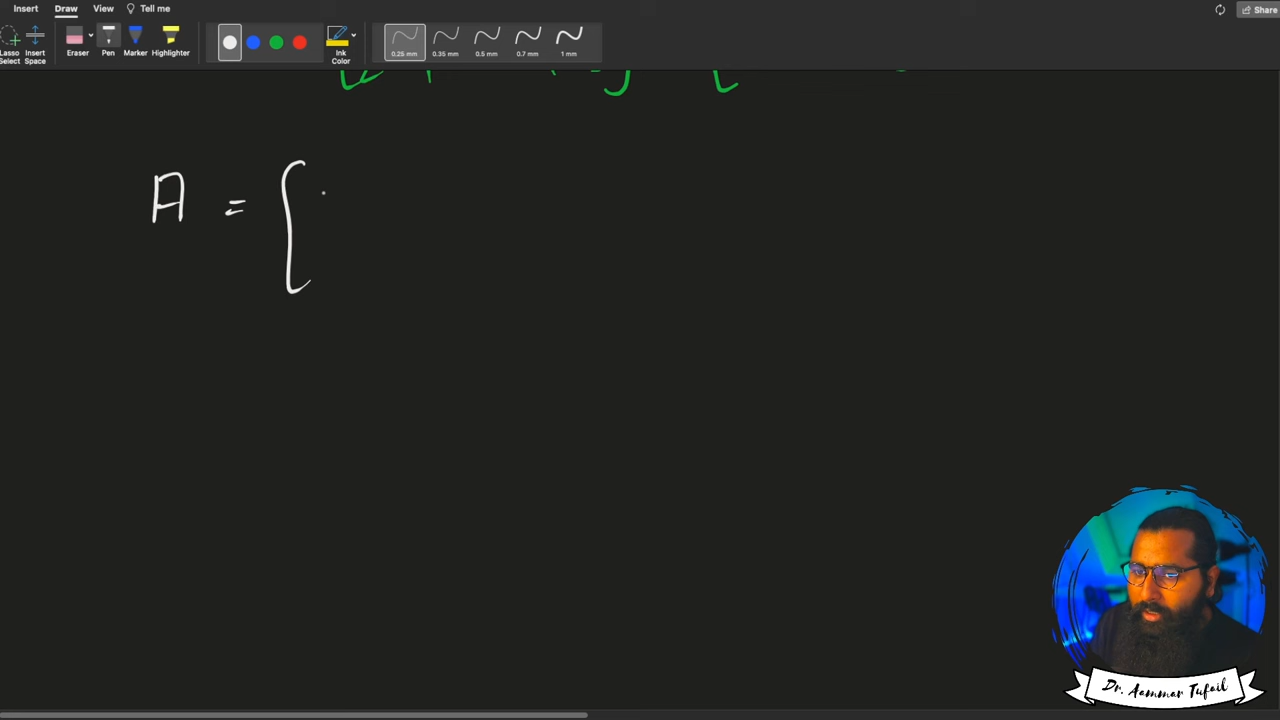 Insert Draw View Tell me Share
Lasso Select Insert Space Eraser Pen Marker Highlighter Ink Color 0.25 mm 0.35 mm 0.5 mm 0.7 mm 1 mm
A = [
Dr. Aammar Tufail